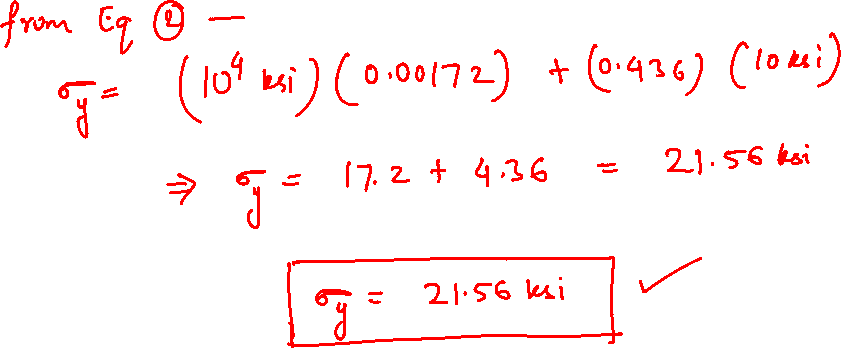 from Eq ② —
σy = (10⁴ ksi) (0.00172) + (0.436) (10 ksi)
⇒ σy = 17.2 + 4.36 = 21.56 ksi
σy = 21.56 ksi ✓